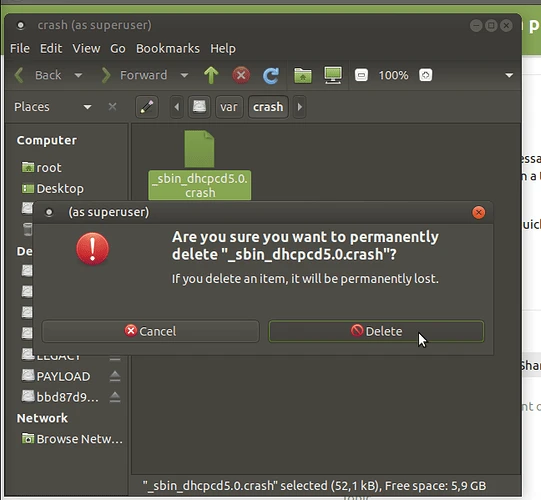 crash (as superuser)
File Edit View Go Bookmarks Help
Back Forward 100%
Places var crash
Computer
root
Desktop
_sbin_dhcpcd5.0.
crash
(as superuser)
Are you sure you want to permanently
delete "_sbin_dhcpcd5.0.crash"?
If you delete an item, it will be permanently lost.
Cancel Delete
De
LEGACY
PAYLOAD
bbd87d9...
Network
Browse Netw...
"_sbin_dhcpcd5.0.crash" selected (52,1 kB), Free space: 5,9 GB